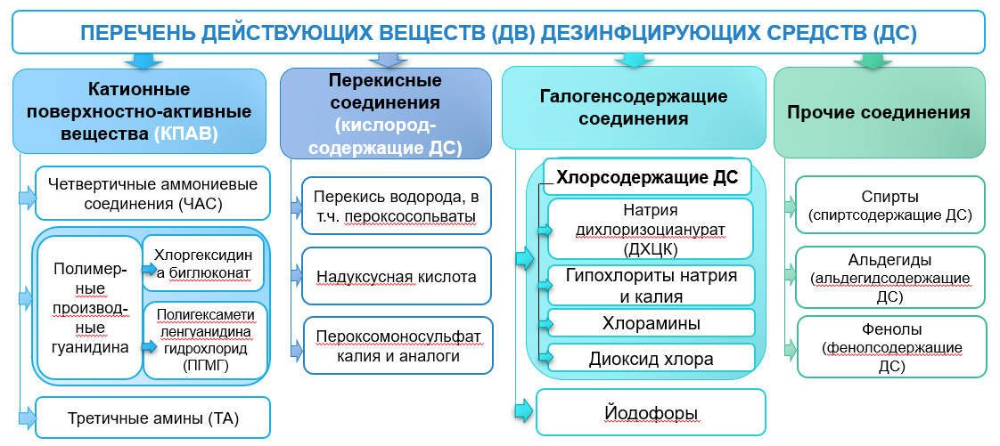 ПЕРЕЧЕНЬ ДЕЙСТВУЮЩИХ ВЕЩЕСТВ (ДВ) ДЕЗИНФЦИРУЮЩИХ СРЕДСТВ (ДС)
Катионные
поверхностно-активные
вещества (КПАВ)
Четвертичные аммониевые
соединения (ЧАС)
Полимер-
ные
производ-
ные
гуанидина
Хлоргексидин
а биглюконат
Полигексамети
ленгуанидина
гидрохлорид
(ПГМГ)
Третичные амины (ТА)
Перекисные
соединения
(кислород-
содержащие ДС)
Перекись водорода, в
т.ч. пероксосольваты
Надуксусная кислота
Пероксомоносульфат
калия и аналоги
Галогенсодержащие
соединения
Хлорсодержащие ДС
Натрия
дихлоризоцианурат
(ДХЦК)
Гипохлориты натрия
и калия
Хлорамины
Диоксид хлора
Йодофоры
Прочие соединения
Спирты
(спиртсодержащие ДС)
Альдегиды
(альдегидсодержащие
ДС)
Фенолы
(фенолсодержащие
ДС)